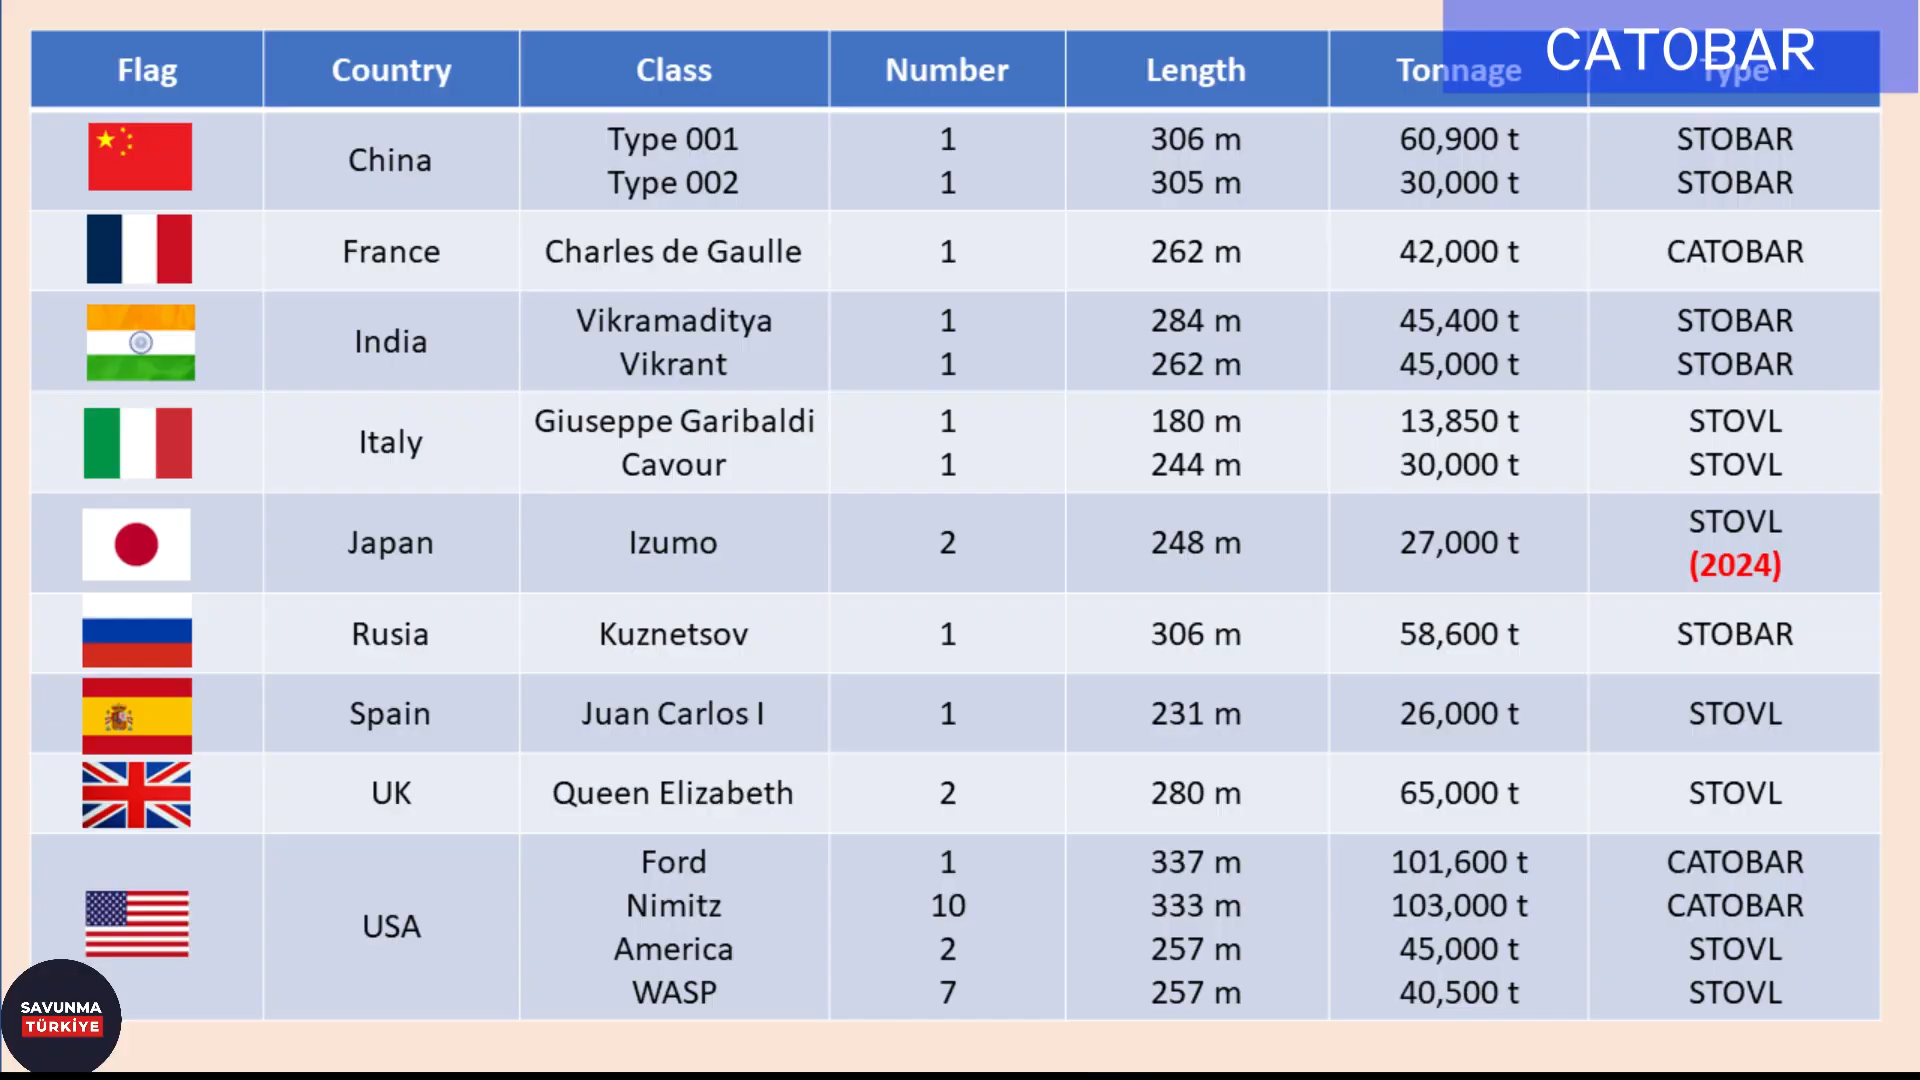 CATOBAR
Flag Country Class Number Length Tonnage Type
China Type 001 1 306 m 60,900 t STOBAR
Type 002 1 305 m 30,000 t STOBAR
France Charles de Gaulle 1 262 m 42,000 t CATOBAR
India Vikramaditya 1 284 m 45,400 t STOBAR
Vikrant 1 262 m 45,000 t STOBAR
Italy Giuseppe Garibaldi 1 180 m 13,850 t STOVL
Cavour 1 244 m 30,000 t STOVL
Japan Izumo 2 248 m 27,000 t STOVL
(2024)
Rusia Kuznetsov 1 306 m 58,600 t STOBAR
Spain Juan Carlos I 1 231 m 26,000 t STOVL
UK Queen Elizabeth 2 280 m 65,000 t STOVL
USA Ford 1 337 m 101,600 t CATOBAR
Nimitz 10 333 m 103,000 t CATOBAR
America 2 257 m 45,000 t STOVL
WASP 7 257 m 40,500 t STOVL
SAVUNMA
TÜRKİYE